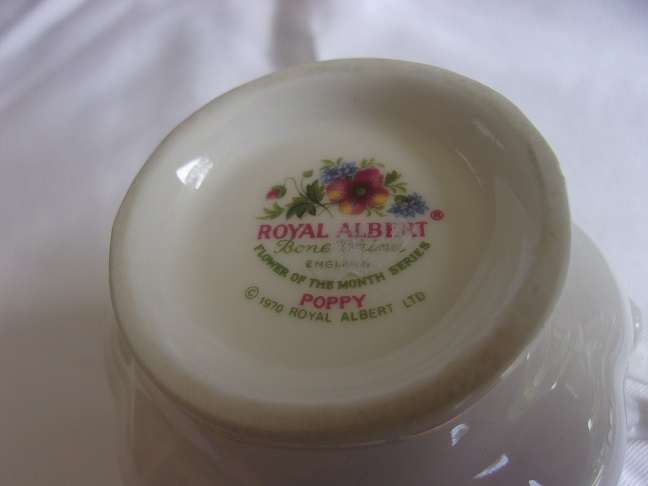 ROYAL ALBERT®
Bone China
ENGLAND
FLOWER OF THE MONTH SERIES
POPPY
© 1970 ROYAL ALBERT LTD